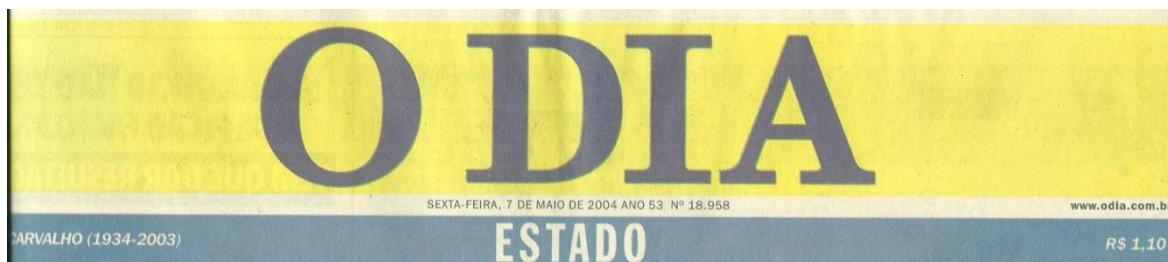 O DIA
SEXTA-FEIRA, 7 DE MAIO DE 2004 ANO 53 Nº 18.958
www.odia.com.b
ARVALHO (1934-2003)
ESTADO
R$ 1,10